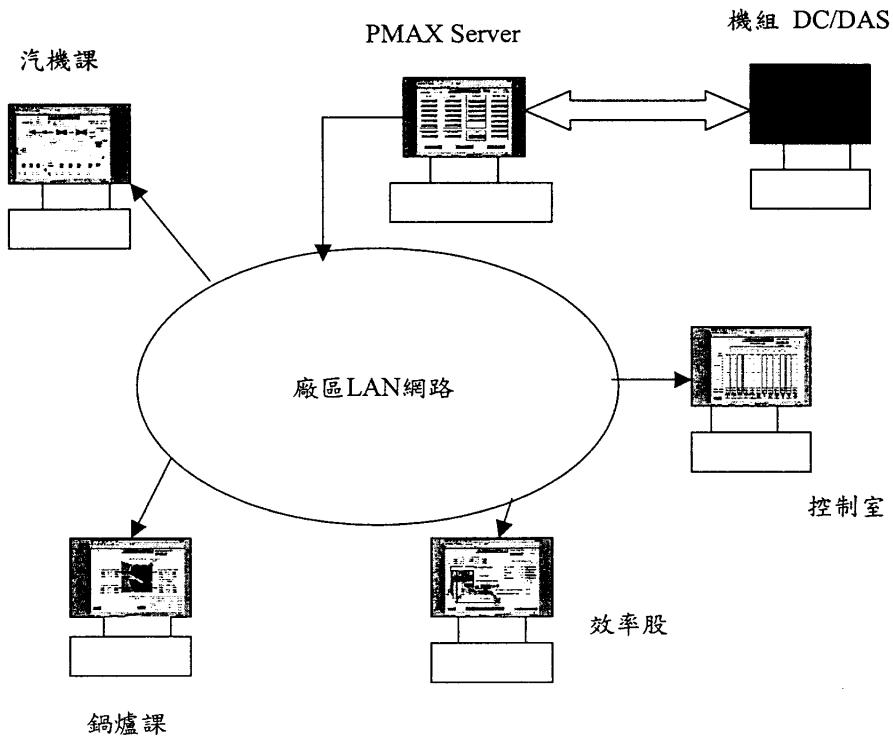 機組 DC/DAS
PMAX Server
汽機課
廠區LAN網路
控制室
效率股
鍋爐課